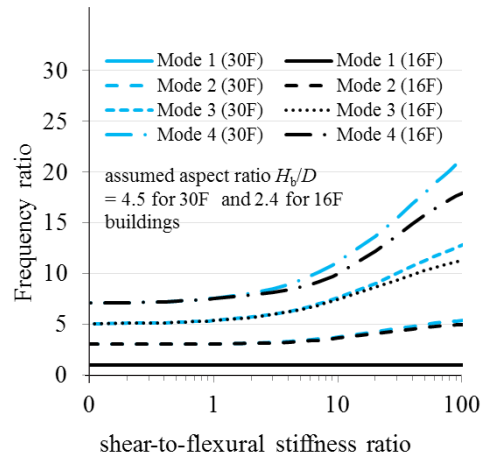 30
25
20
15
10
5
0
Frequency ratio
Mode 1 (30F) Mode 1 (16F)
Mode 2 (30F) Mode 2 (16F)
Mode 3 (30F) Mode 3 (16F)
Mode 4 (30F) Mode 4 (16F)
assumed aspect ratio Hb/D
= 4.5 for 30F and 2.4 for 16F
buildings
0 1 10 100
shear-to-flexural stiffness ratio